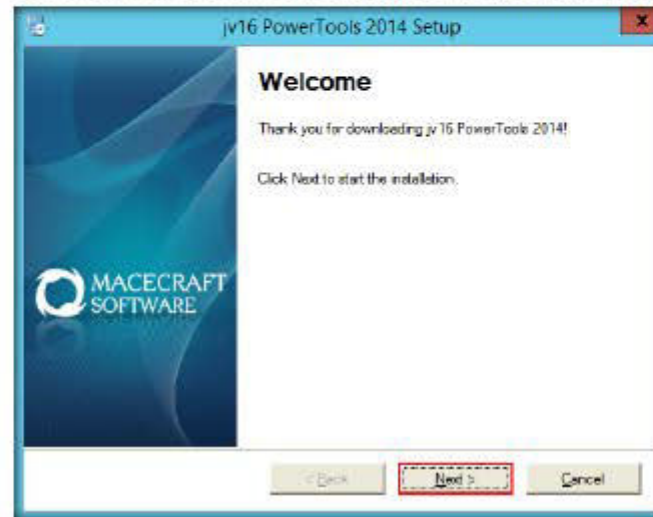 jv16 PowerTools 2014 Setup
Welcome
Thank you for downloading jv16 PowerTools 2014!
Click Next to start the installation.
MACECRAFT
SOFTWARE
< Back
Next >
Cancel